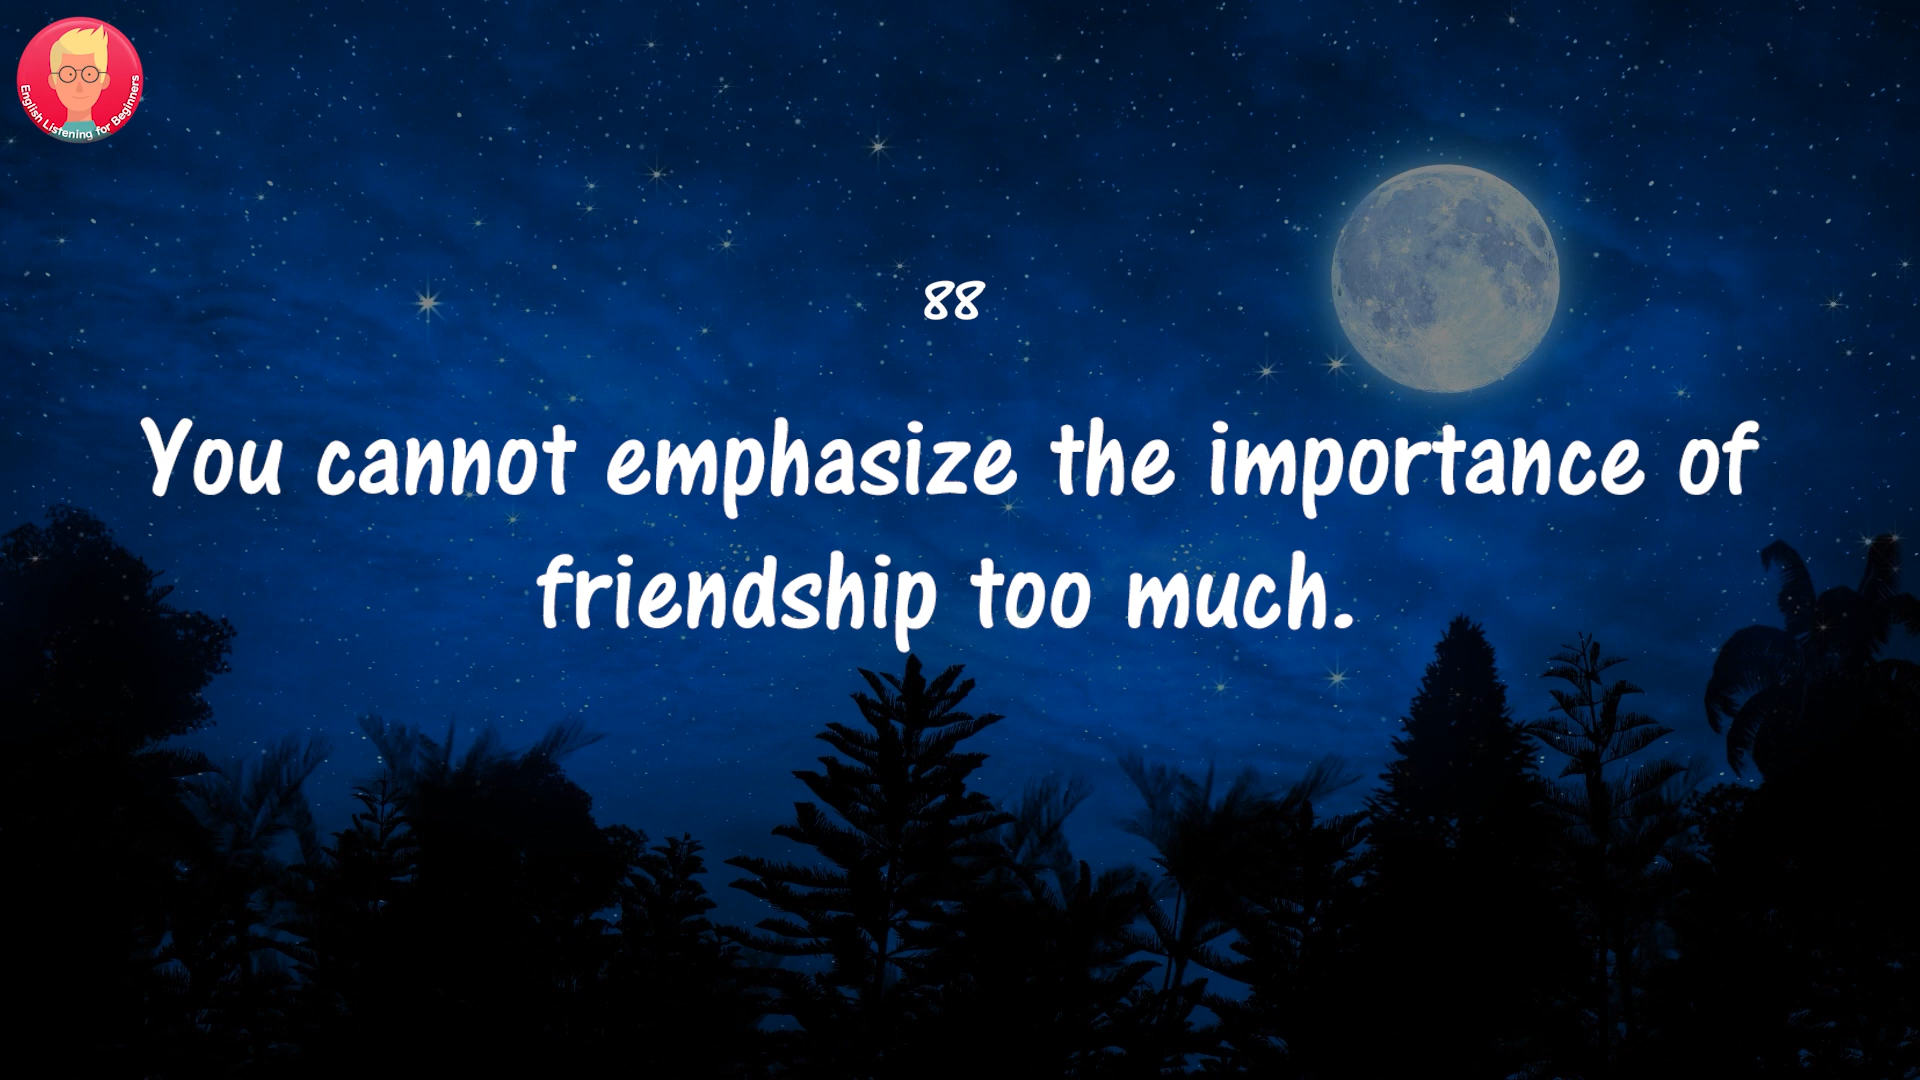 English Listening for Beginners
88
You cannot emphasize the importance of
friendship too much.